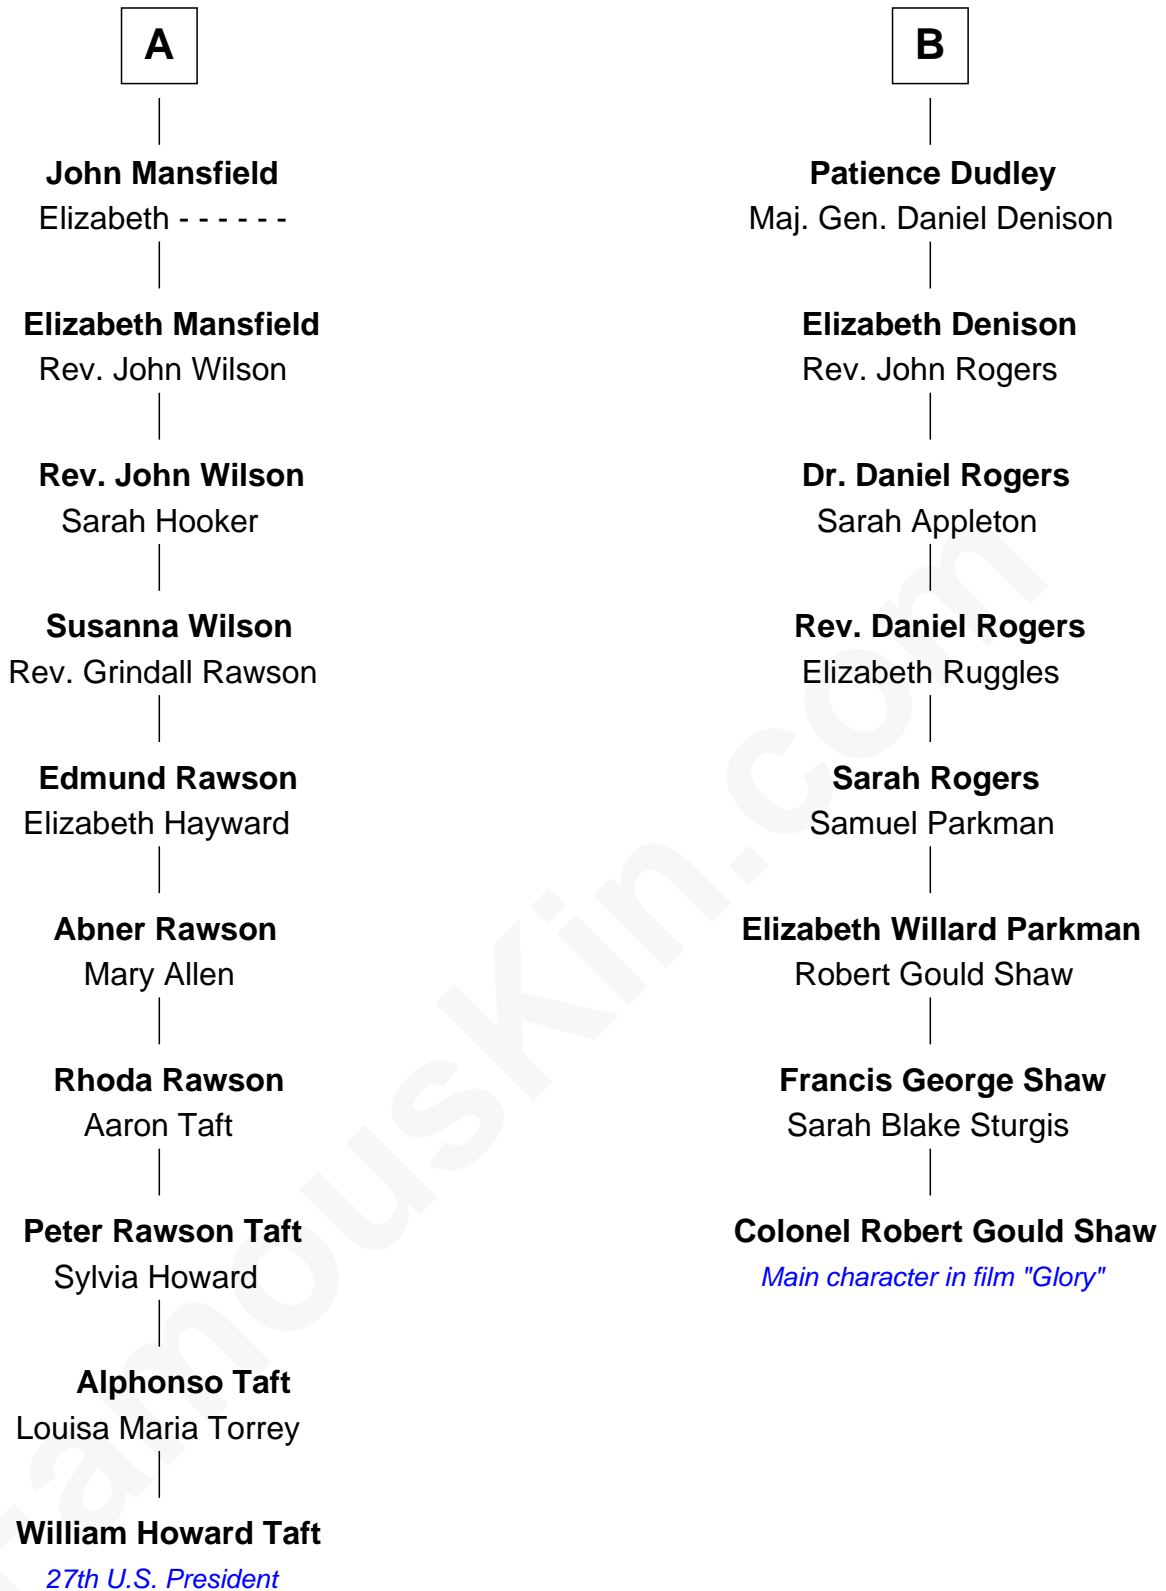 A
John Mansfield
Elizabeth - - - - - -
Elizabeth Mansfield
Rev. John Wilson
Rev. John Wilson
Sarah Hooker
Susanna Wilson
Rev. Grindall Rawson
Edmund Rawson
Elizabeth Hayward
Abner Rawson
Mary Allen
Rhoda Rawson
Aaron Taft
Peter Rawson Taft
Sylvia Howard
Alphonso Taft
Louisa Maria Torrey
William Howard Taft
27th U.S. President
B
Patience Dudley
Maj. Gen. Daniel Denison
Elizabeth Denison
Rev. John Rogers
Dr. Daniel Rogers
Sarah Appleton
Rev. Daniel Rogers
Elizabeth Ruggles
Sarah Rogers
Samuel Parkman
Elizabeth Willard Parkman
Robert Gould Shaw
Francis George Shaw
Sarah Blake Sturgis
Colonel Robert Gould Shaw
Main character in film "Glory"
FamousKin.com